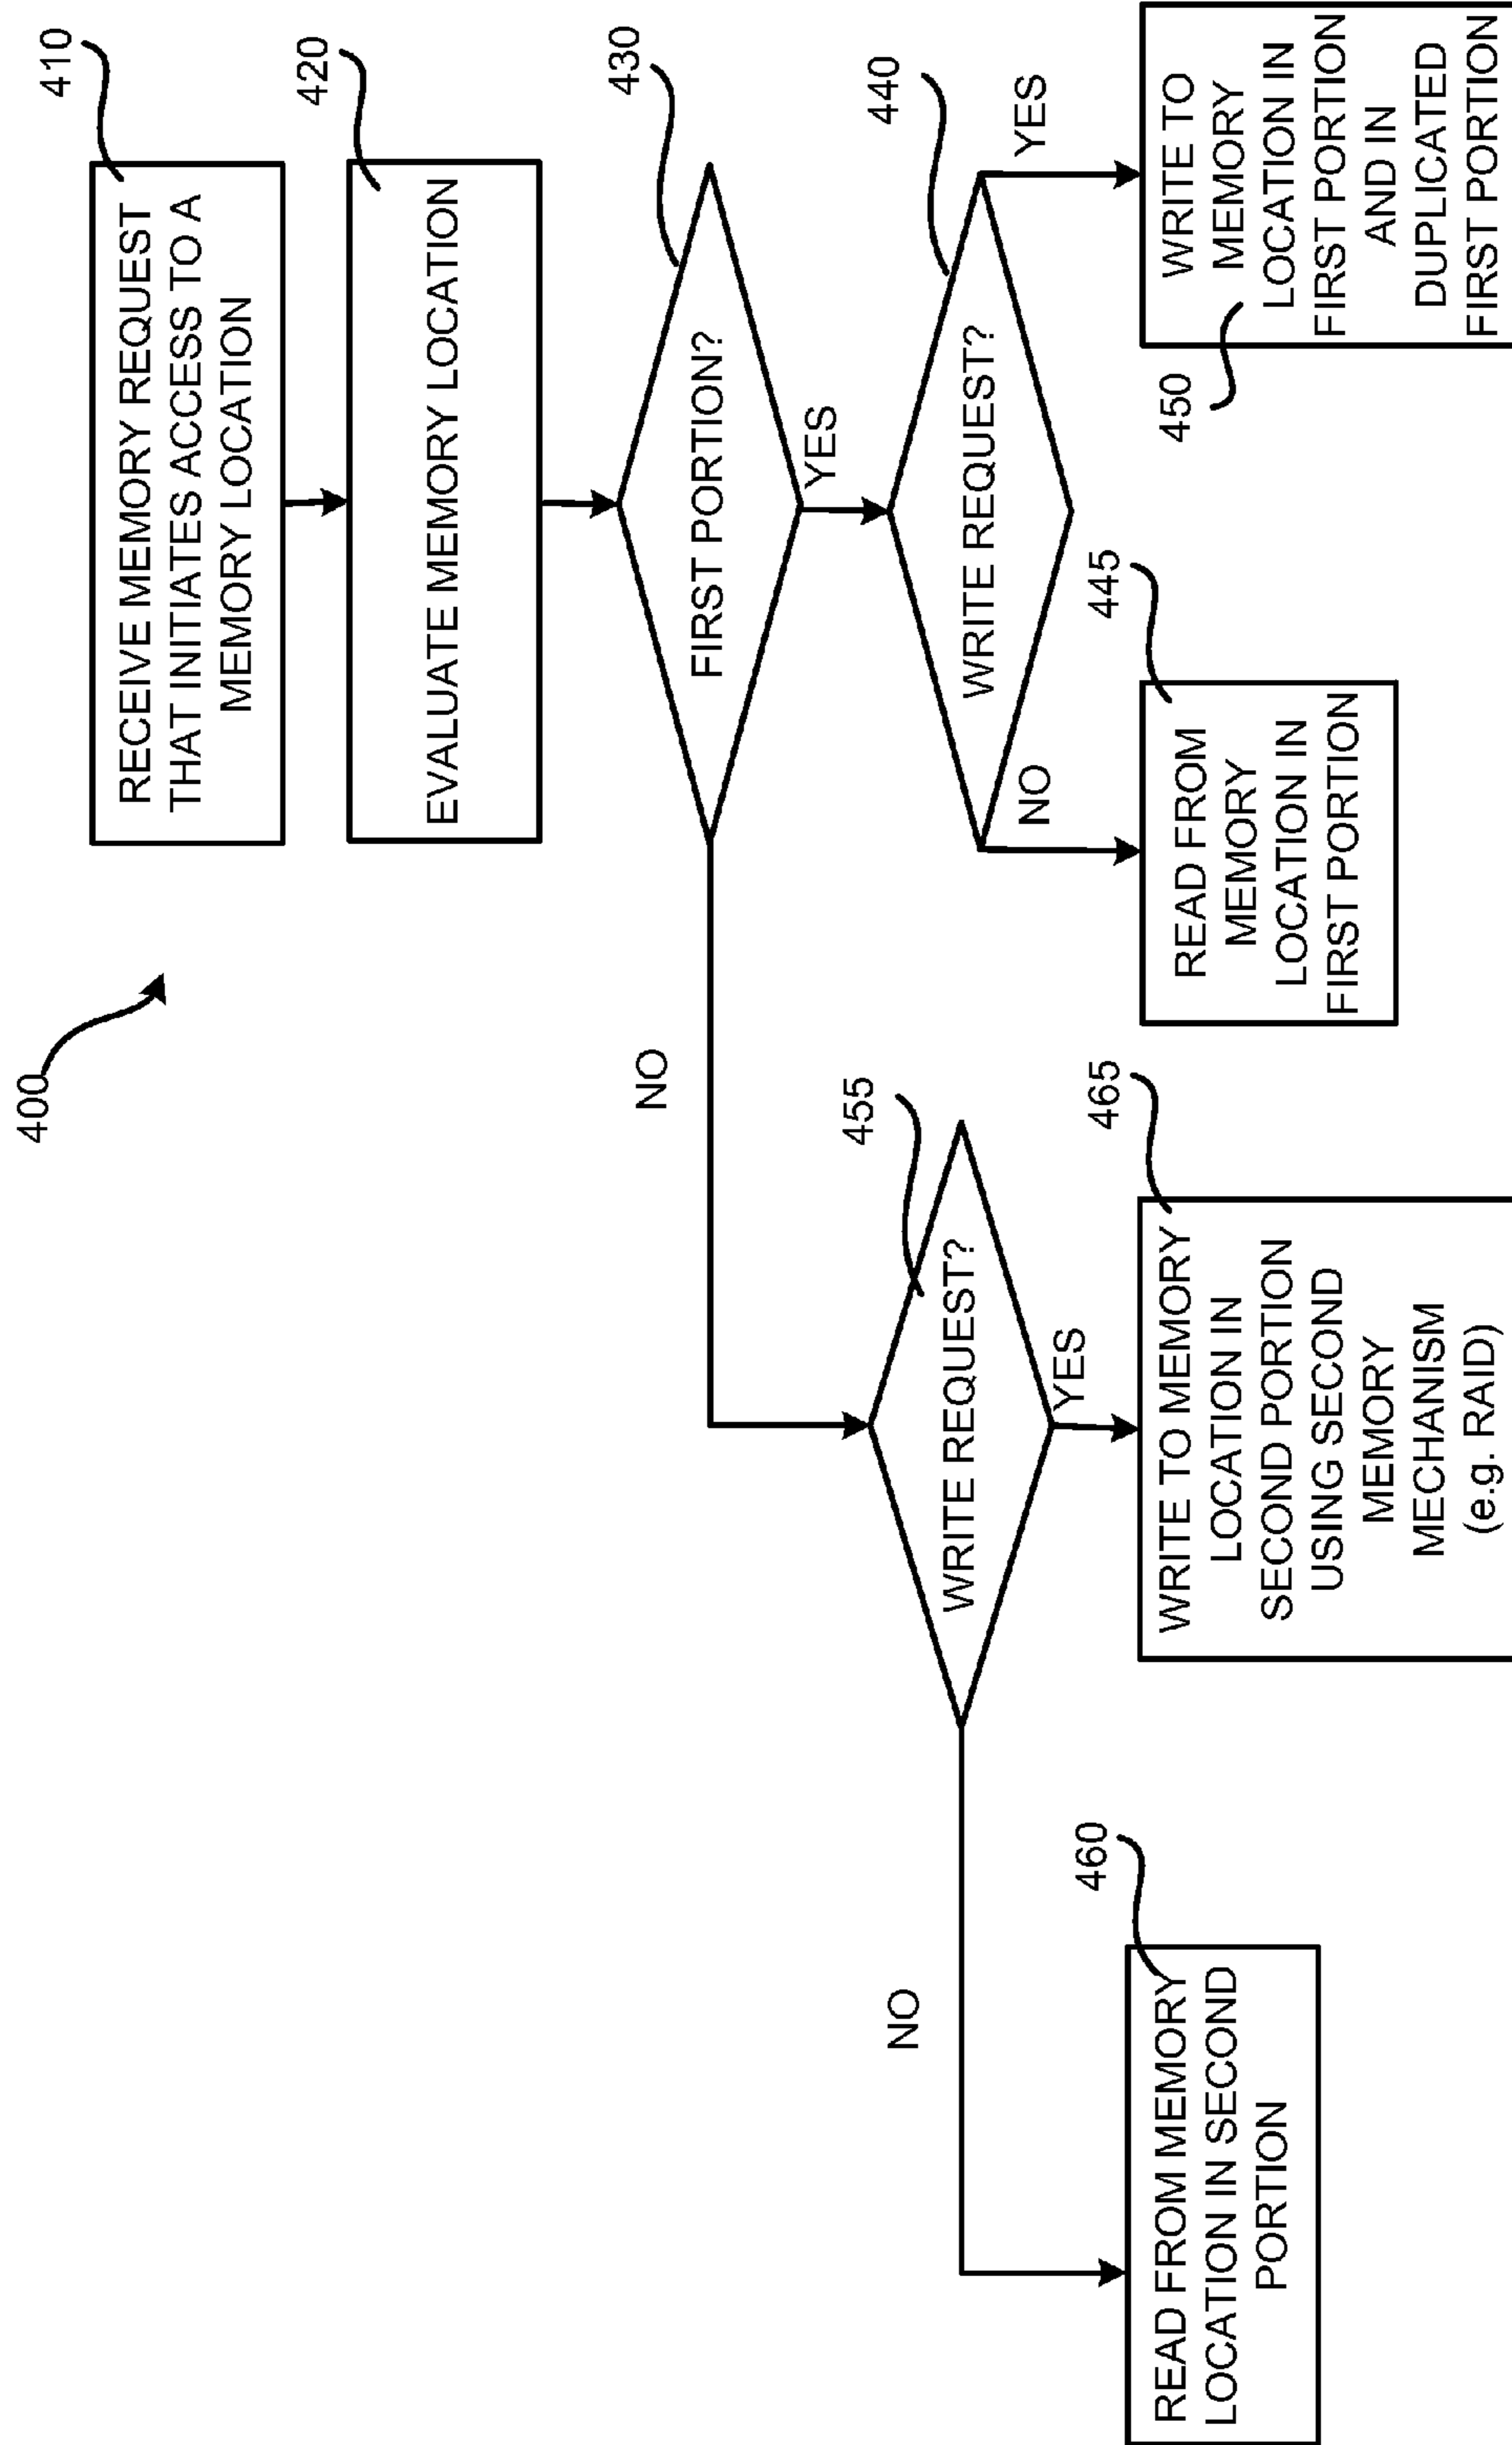 400
410
RECEIVE MEMORY REQUEST
THAT INITIATES ACCESS TO A
MEMORY LOCATION
420
EVALUATE MEMORY LOCATION
430
FIRST PORTION?
NO
YES
455
WRITE REQUEST?
440
WRITE REQUEST?
NO
YES
NO
YES
460
READ FROM MEMORY
LOCATION IN SECOND
PORTION
465
WRITE TO MEMORY
LOCATION IN
SECOND PORTION
USING SECOND
MEMORY
MECHANISM
(e.g. RAID)
445
READ FROM
MEMORY
LOCATION IN
FIRST PORTION
450
WRITE TO
MEMORY
LOCATION IN
FIRST PORTION
AND IN
DUPLICATED
FIRST PORTION